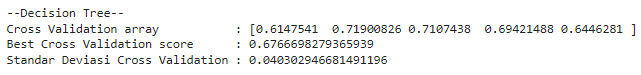 --Decision Tree--
Cross Validation array : [0.6147541 0.71900826 0.7107438 0.69421488 0.6446281 ]
Best Cross Validation score : 0.6766698279365939
Standar Deviasi Cross Validation : 0.040302946681491196